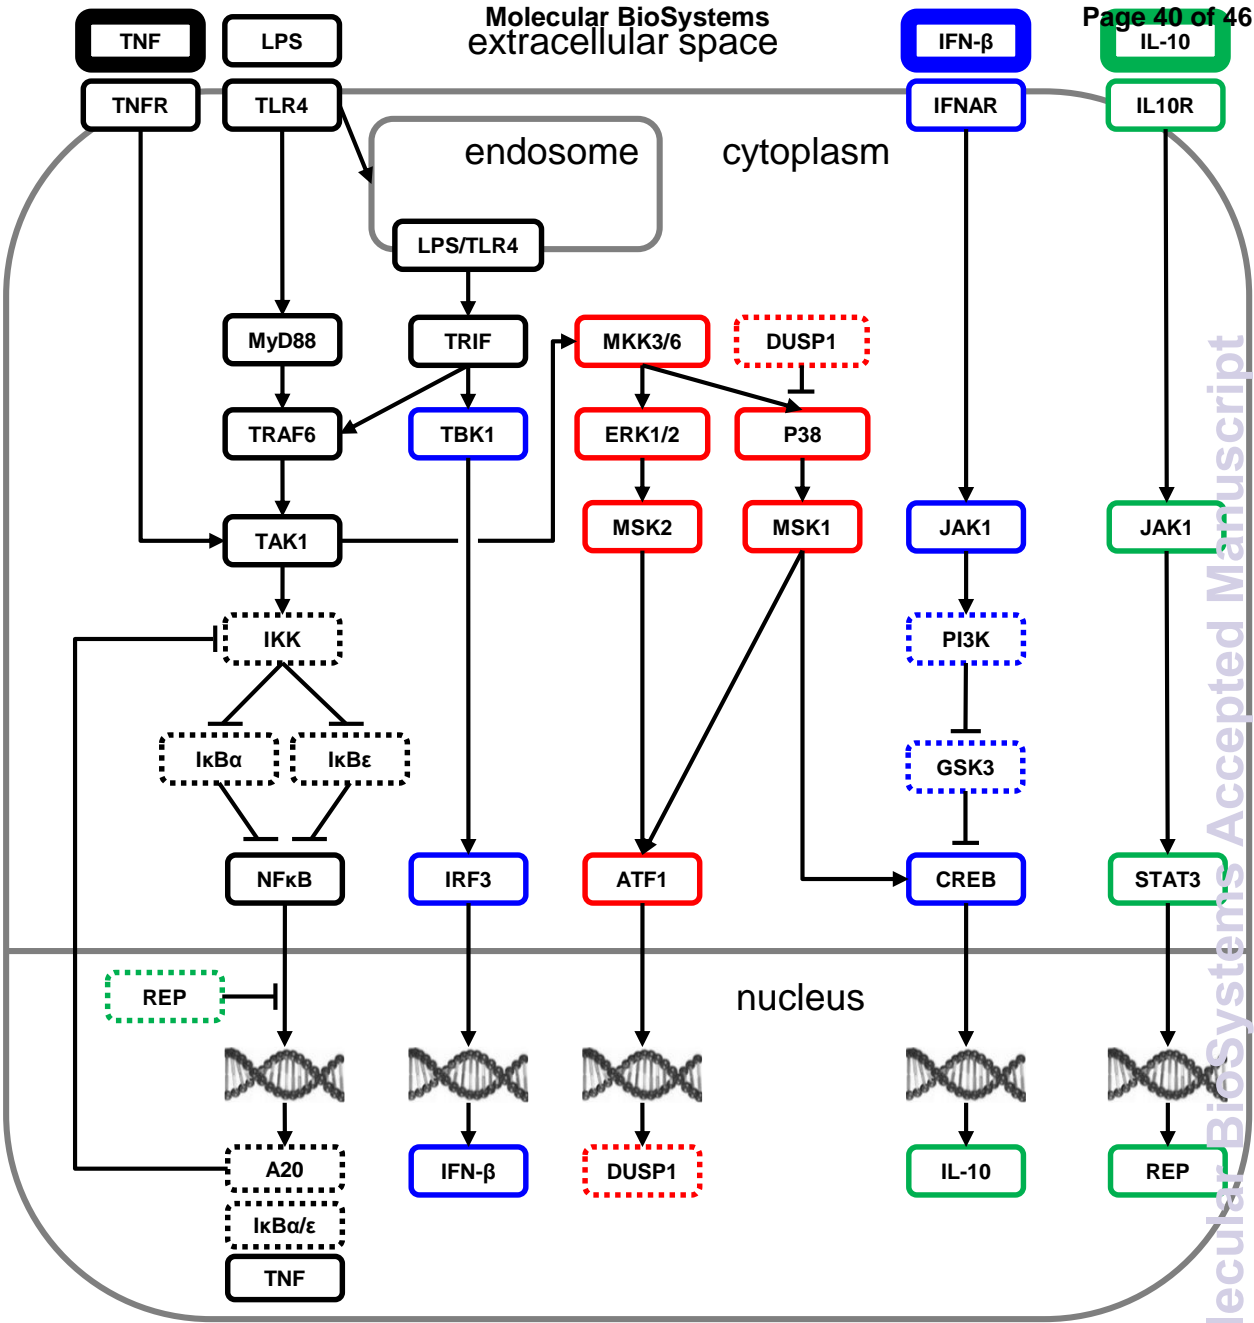 Molecular BioSystems
Page 40 of 46
TNF
LPS
extracellular space
IFN-β
IL-10
TNFR
TLR4
IFNAR
IL10R
endosome
cytoplasm
LPS/TLR4
MyD88
TRIF
MKK3/6
DUSP1
TRAF6
TBK1
ERK1/2
P38
TAK1
MSK2
MSK1
JAK1
JAK1
IKK
PI3K
IκBα
IκBε
GSK3
NFκB
IRF3
ATF1
CREB
STAT3
REP
nucleus
A20
IFN-β
DUSP1
IL-10
REP
IκBα/ε
TNF
lecular BioSystems Accepted Manuscript